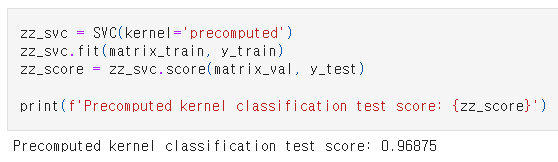 zz_svc = SVC(kernel='precomputed')
zz_svc.fit(matrix_train, y_train)
zz_score = zz_svc.score(matrix_val, y_test)
print(f'Precomputed kernel classification test score: {zz_score}')
Precomputed kernel classification test score: 0.96875